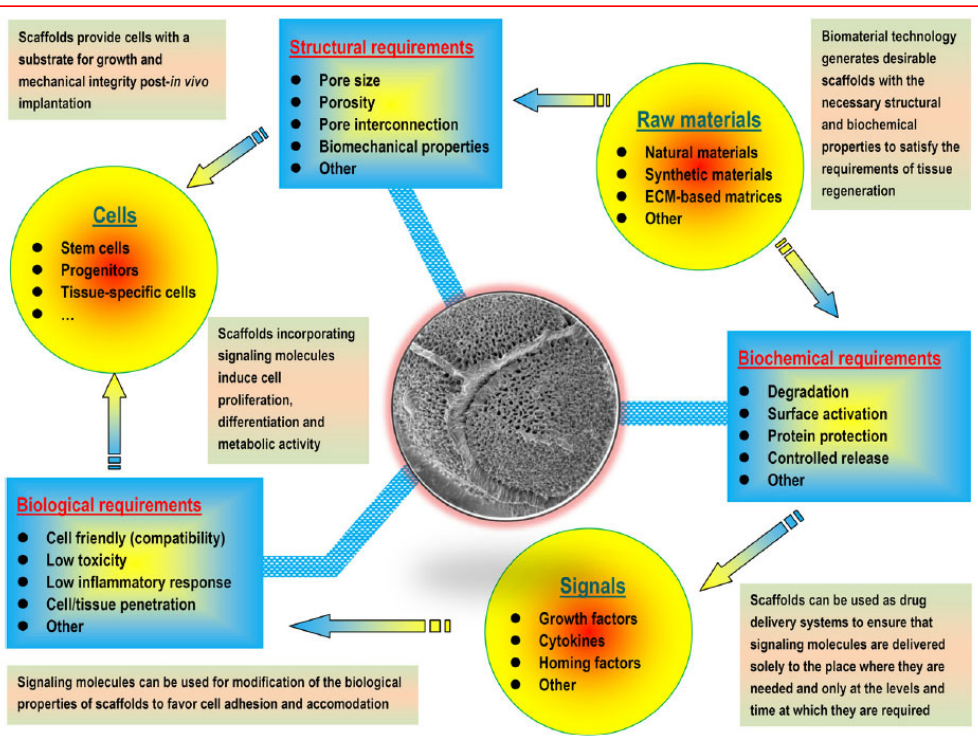 Scaffolds provide cells with a
substrate for growth and
mechanical integrity post-in vivo
implantation
Structural requirements
● Pore size
● Porosity
● Pore interconnection
● Biomechanical properties
● Other
Raw materials
● Natural materials
● Synthetic materials
● ECM-based matrices
● Other
Biomaterial technology
generates desirable
scaffolds with the
necessary structural
and biochemical
properties to satisfy the
requirements of tissue
regeneration
Cells
● Stem cells
● Progenitors
● Tissue-specific cells
● ...
Scaffolds incorporating
signaling molecules
induce cell
proliferation,
differentiation and
metabolic activity
Biochemical requirements
● Degradation
● Surface activation
● Protein protection
● Controlled release
● Other
Biological requirements
● Cell friendly (compatibility)
● Low toxicity
● Low inflammatory response
● Cell/tissue penetration
● Other
Signals
● Growth factors
● Cytokines
● Homing factors
● Other
Scaffolds can be used as drug
delivery systems to ensure that
signaling molecules are delivered
solely to the place where they are
needed and only at the levels and
time at which they are required
Signaling molecules can be used for modification of the biological
properties of scaffolds to favor cell adhesion and accomodation